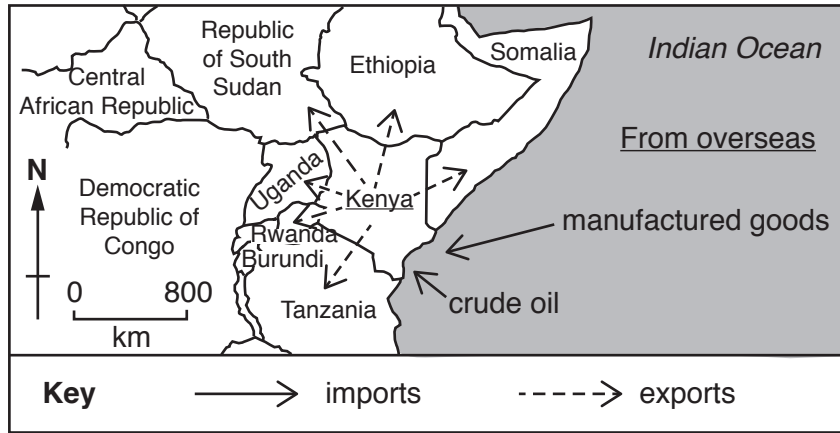 Republic
of South
Sudan
Ethiopia
Somalia
Indian Ocean
Central
African Republic
From overseas
N
Uganda
Kenya
Democratic
Republic of
Congo
Rwanda
Burundi
manufactured goods
0 800
km
Tanzania
crude oil
Key imports exports